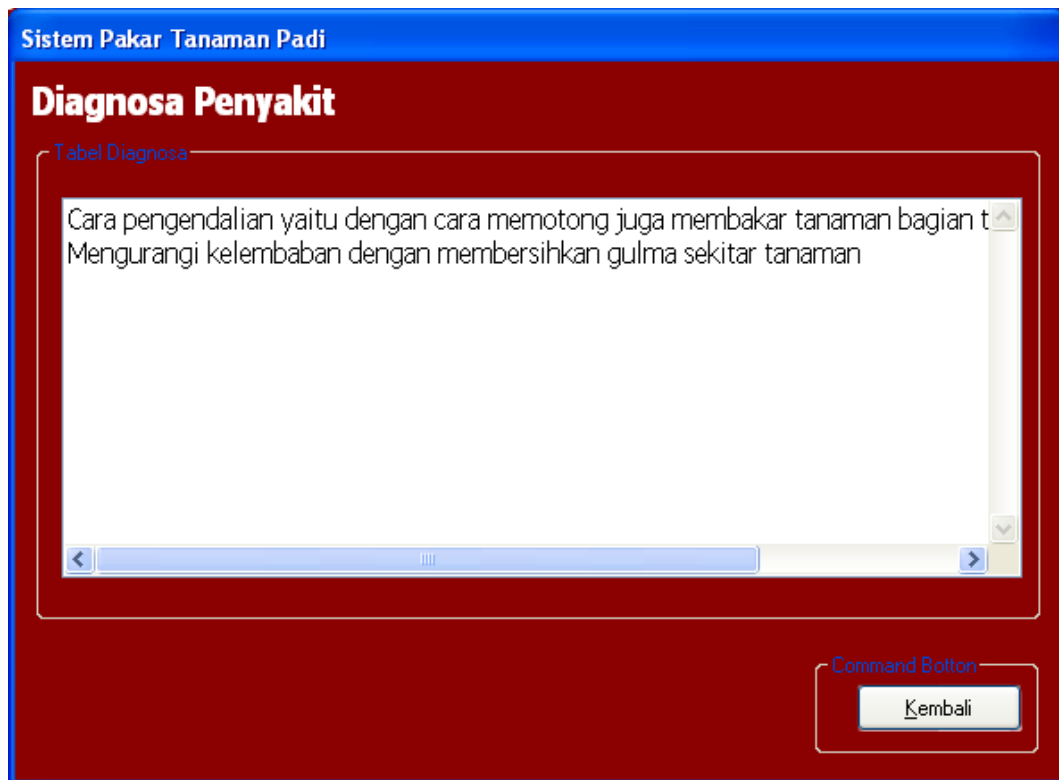 Sistem Pakar Tanaman Padi
Diagnosa Penyakit
Tabel Diagnosa
Cara pengendalian yaitu dengan cara memotong juga membakar tanaman bagian t
Mengurangi kelembaban dengan membersihkan gulma sekitar tanaman
Command Botton
Kembali